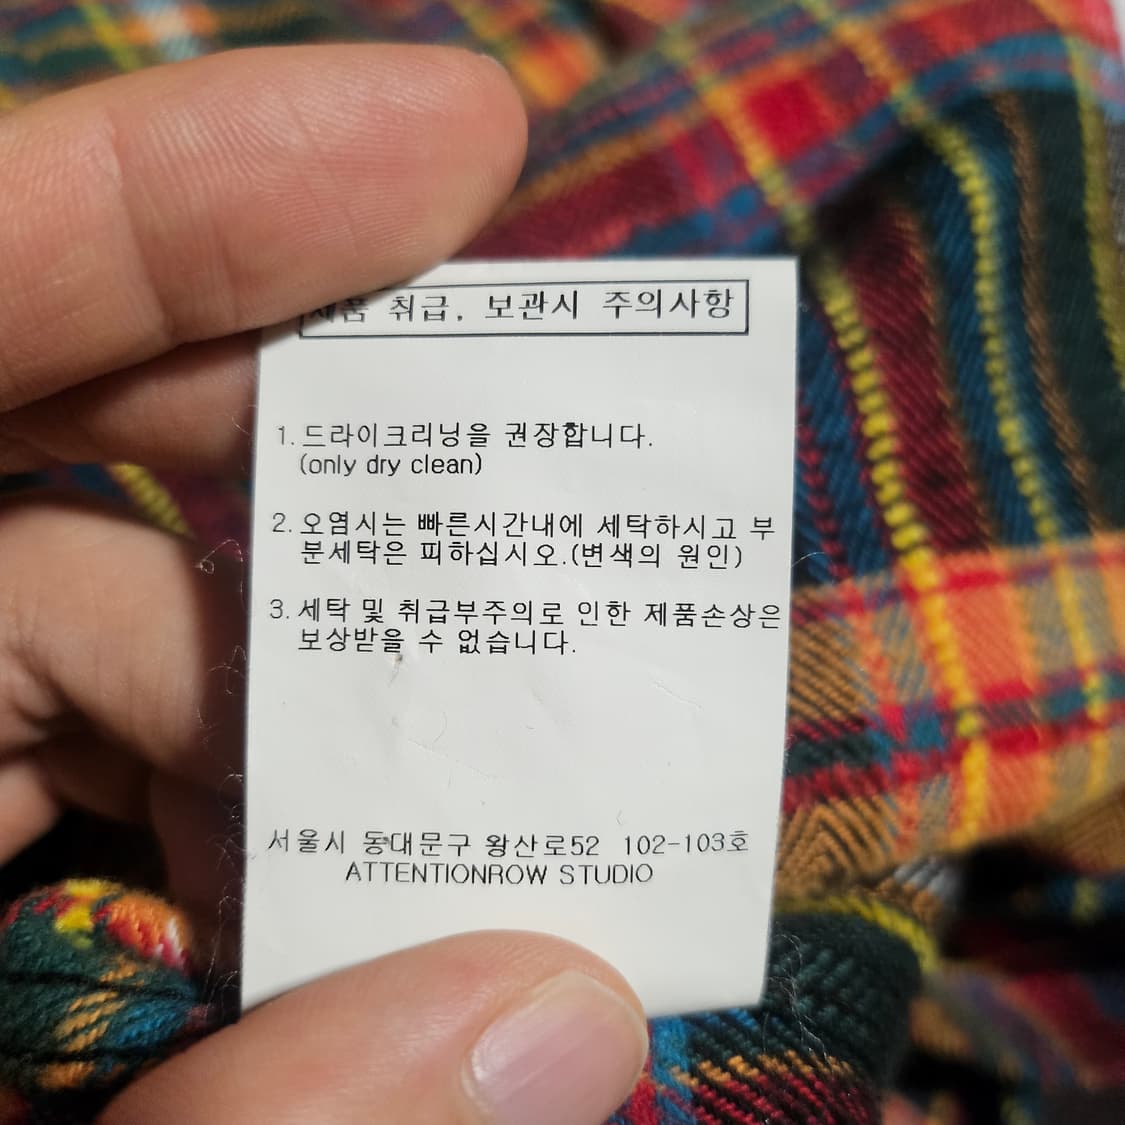 제품 취급, 보관시 주의사항
1. 드라이크리닝을 권장합니다.
(only dry clean)
2. 오염시는 빠른시간내에 세탁하시고 부
분세탁은 피하십시오.(변색의 원인)
3. 세탁 및 취급부주의로 인한 제품손상은
보상받을 수 없습니다.
서울시 동대문구 왕산로52 102-103호
ATTENTIONROW STUDIO